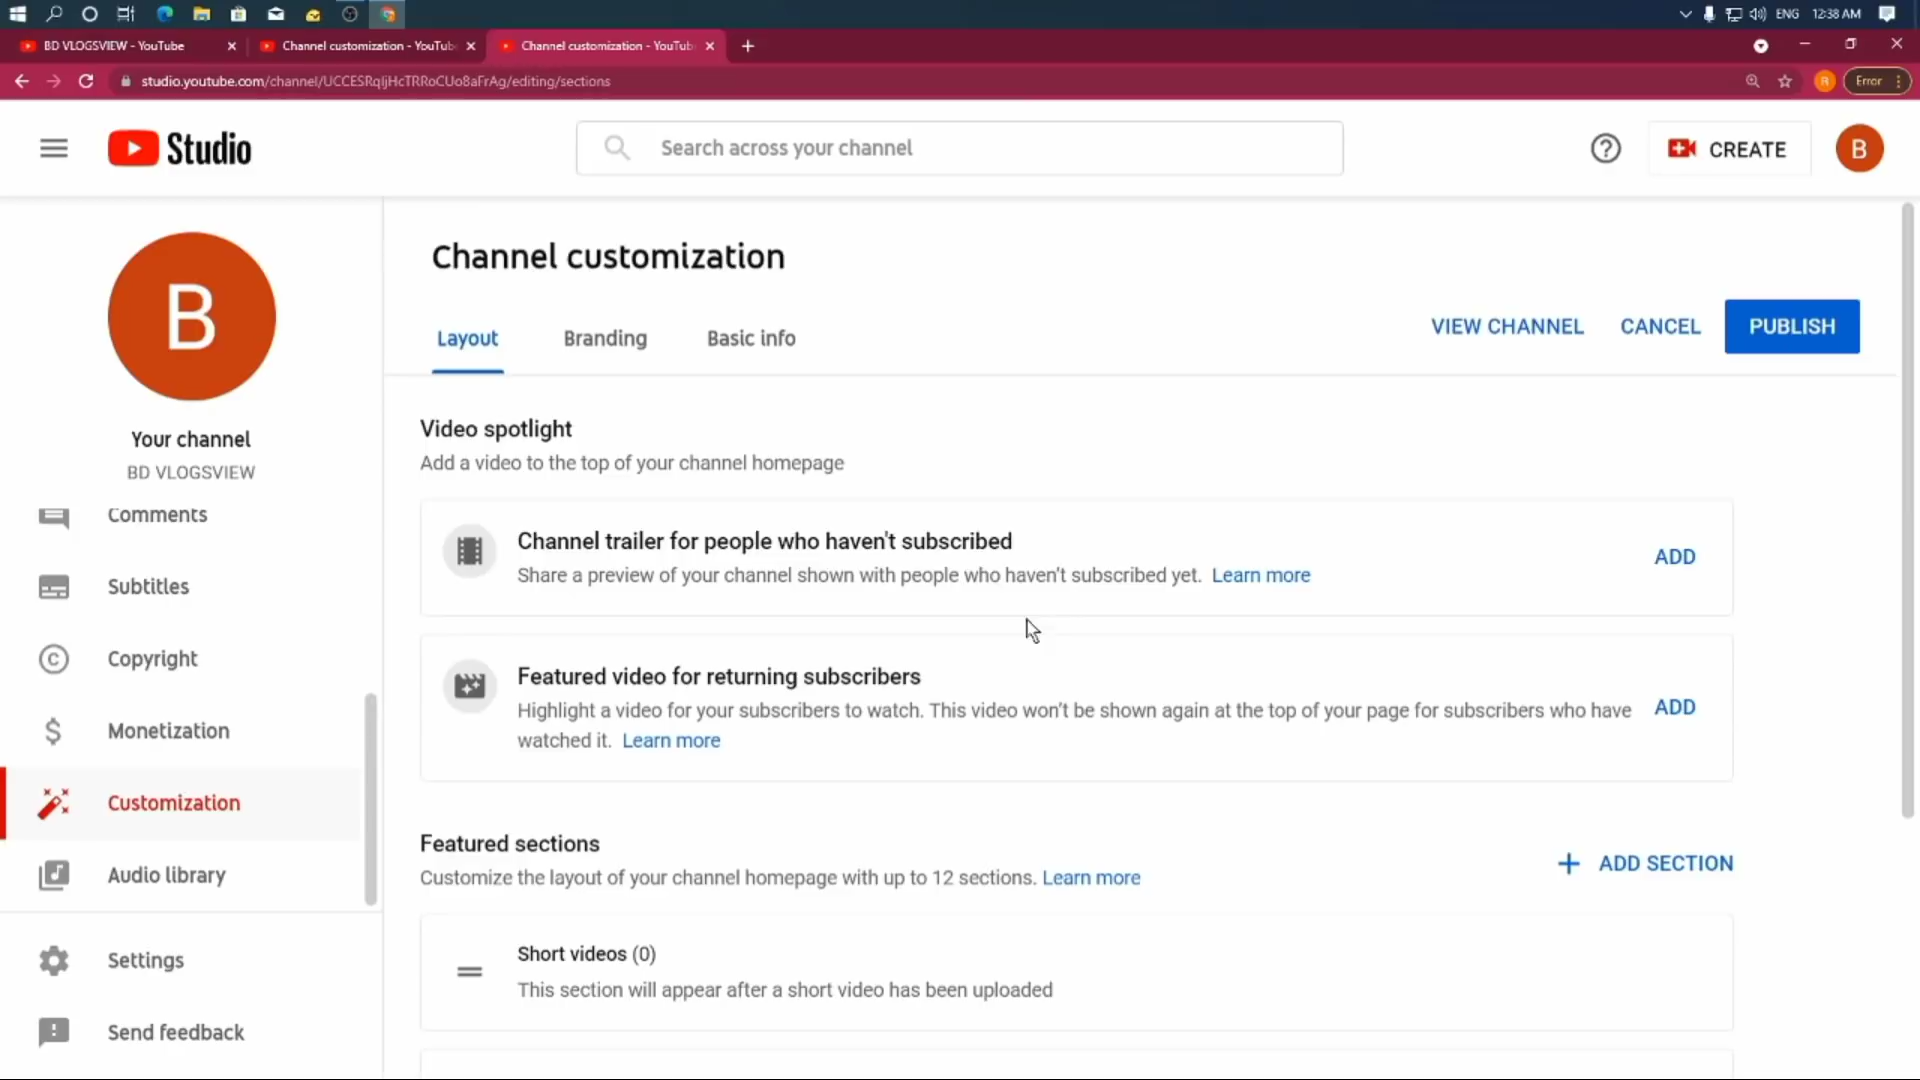 ENG 12:38 AM
BD VLOGSVIEW - YouTube
Channel customization - YouTub
Channel customization - YouTub
studio.youtube.com/channel/UCCESRqIjHcTRRoCUo8aFrAg/editing/sections
B
Error
Studio
Search across your channel
CREATE
B
B
Your channel
BD VLOGSVIEW
Comments
Subtitles
Copyright
Monetization
Customization
Audio library
Settings
Send feedback
Channel customization
Layout Branding Basic info
VIEW CHANNEL CANCEL PUBLISH
Video spotlight
Add a video to the top of your channel homepage
Channel trailer for people who haven't subscribed
Share a preview of your channel shown with people who haven't subscribed yet. Learn more
ADD
Featured video for returning subscribers
Highlight a video for your subscribers to watch. This video won't be shown again at the top of your page for subscribers who have
watched it. Learn more
ADD
Featured sections
Customize the layout of your channel homepage with up to 12 sections. Learn more
ADD SECTION
Short videos (0)
This section will appear after a short video has been uploaded